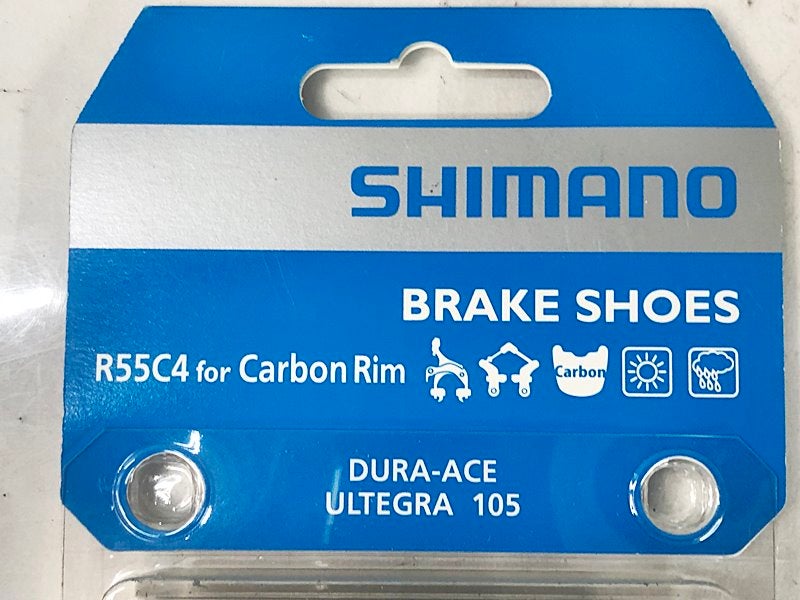 SHIMANO
BRAKE SHOES
R55C4 for Carbon Rim Carbon
DURA-ACE
ULTEGRA 105